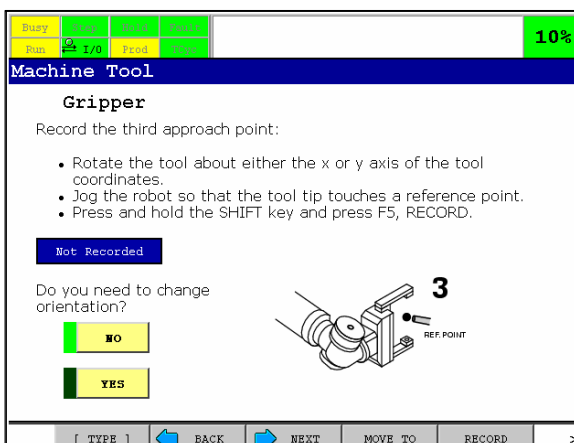 Busy Step Hold Fault
10%
Run I/O Prod TCyc
Machine Tool
Gripper
Record the third approach point:
• Rotate the tool about either the x or y axis of the tool
coordinates.
• Jog the robot so that the tool tip touches a reference point.
• Press and hold the SHIFT key and press F5, RECORD.
Not Recorded
Do you need to change
orientation?
3
REF. POINT
NO
YES
[ TYPE ] BACK NEXT MOVE TO RECORD >